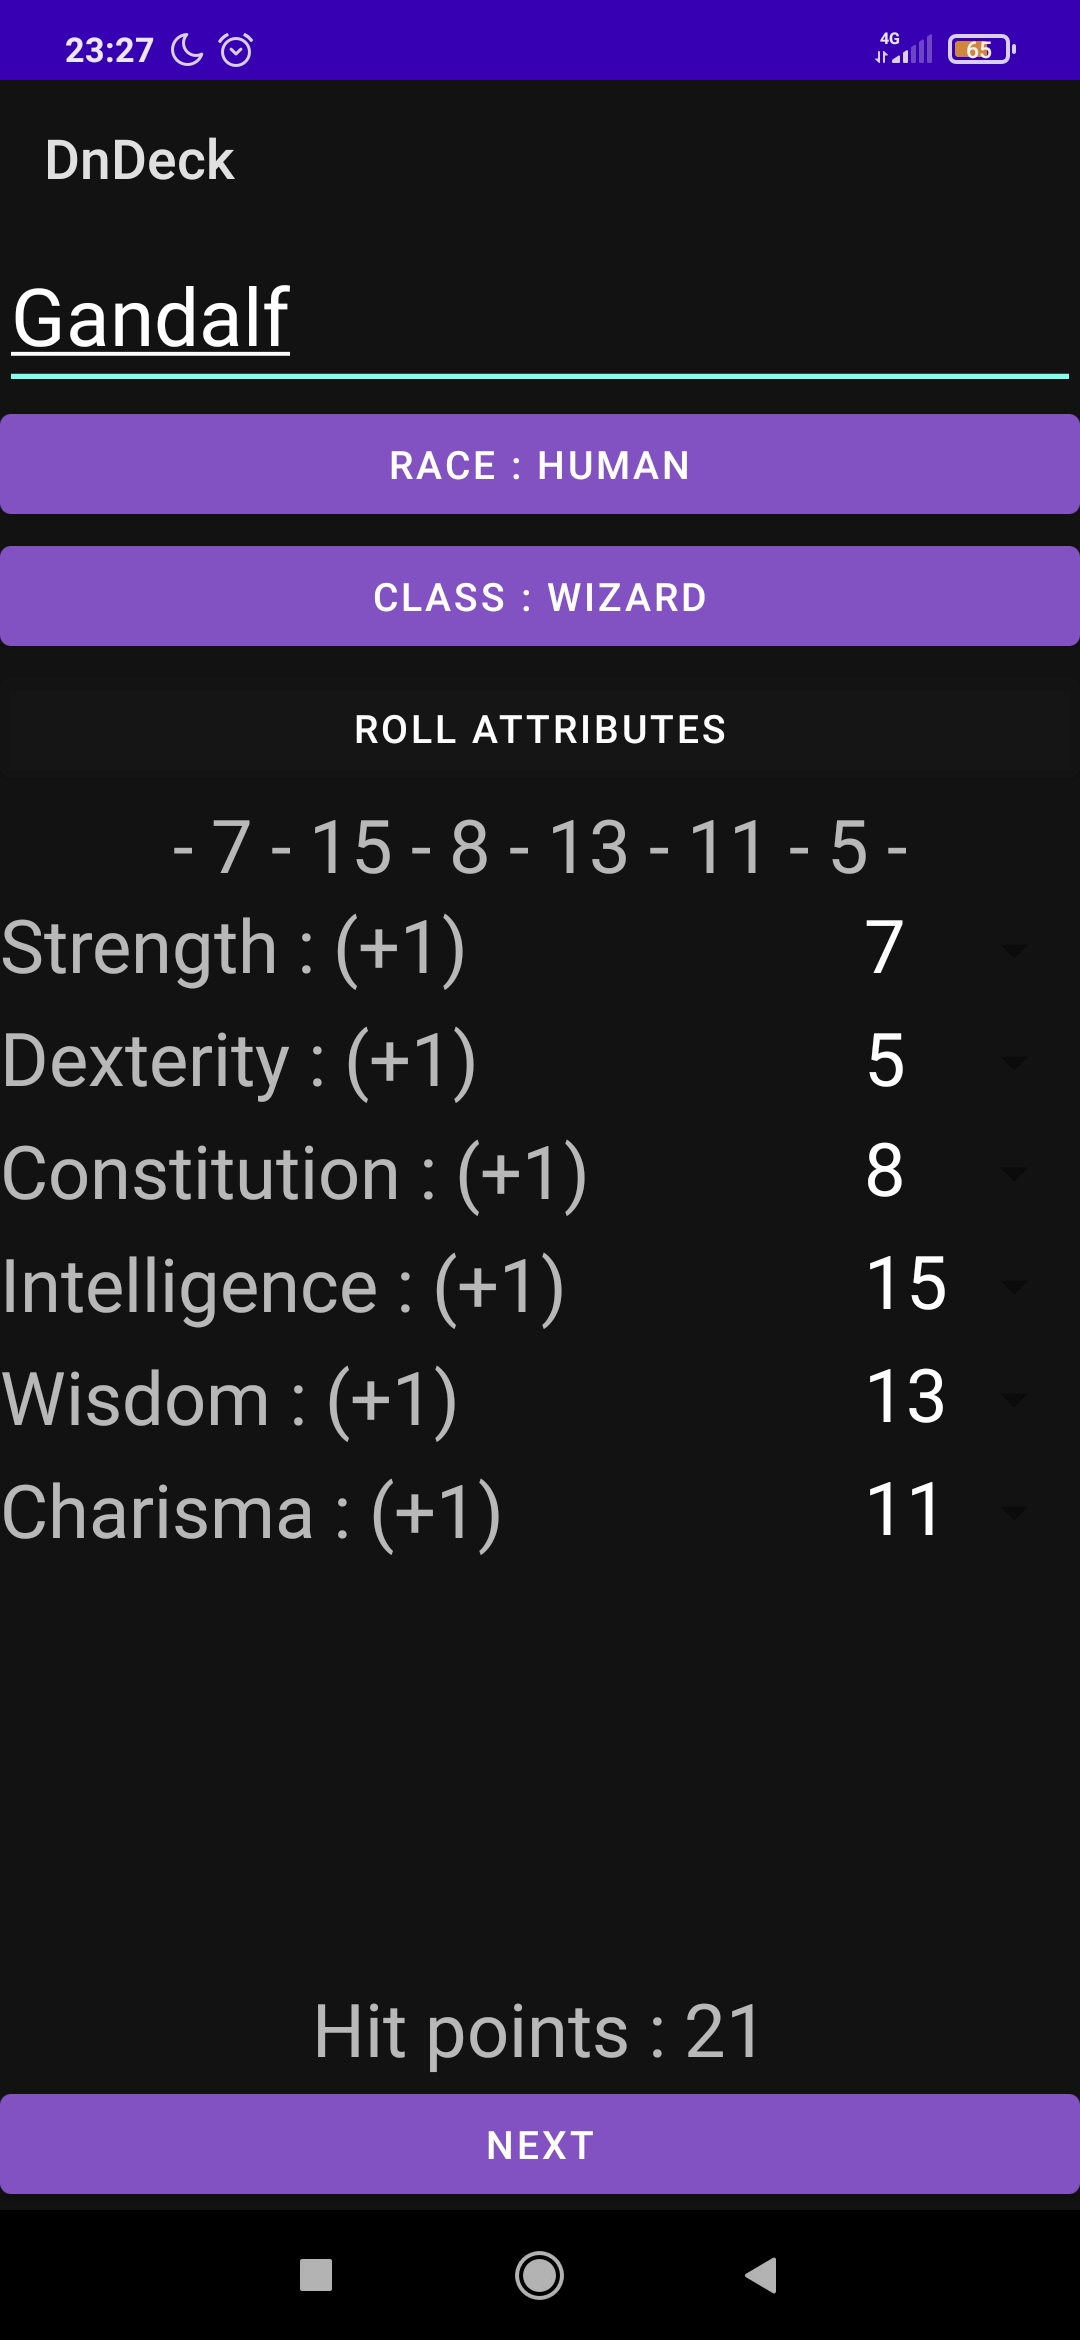 23:27 4G 65
DnDeck
Gandalf
RACE : HUMAN
CLASS : WIZARD
ROLL ATTRIBUTES
- 7 - 15 - 8 - 13 - 11 - 5 -
Strength : (+1) 7
Dexterity : (+1) 5
Constitution : (+1) 8
Intelligence : (+1) 15
Wisdom : (+1) 13
Charisma : (+1) 11
Hit points : 21
NEXT